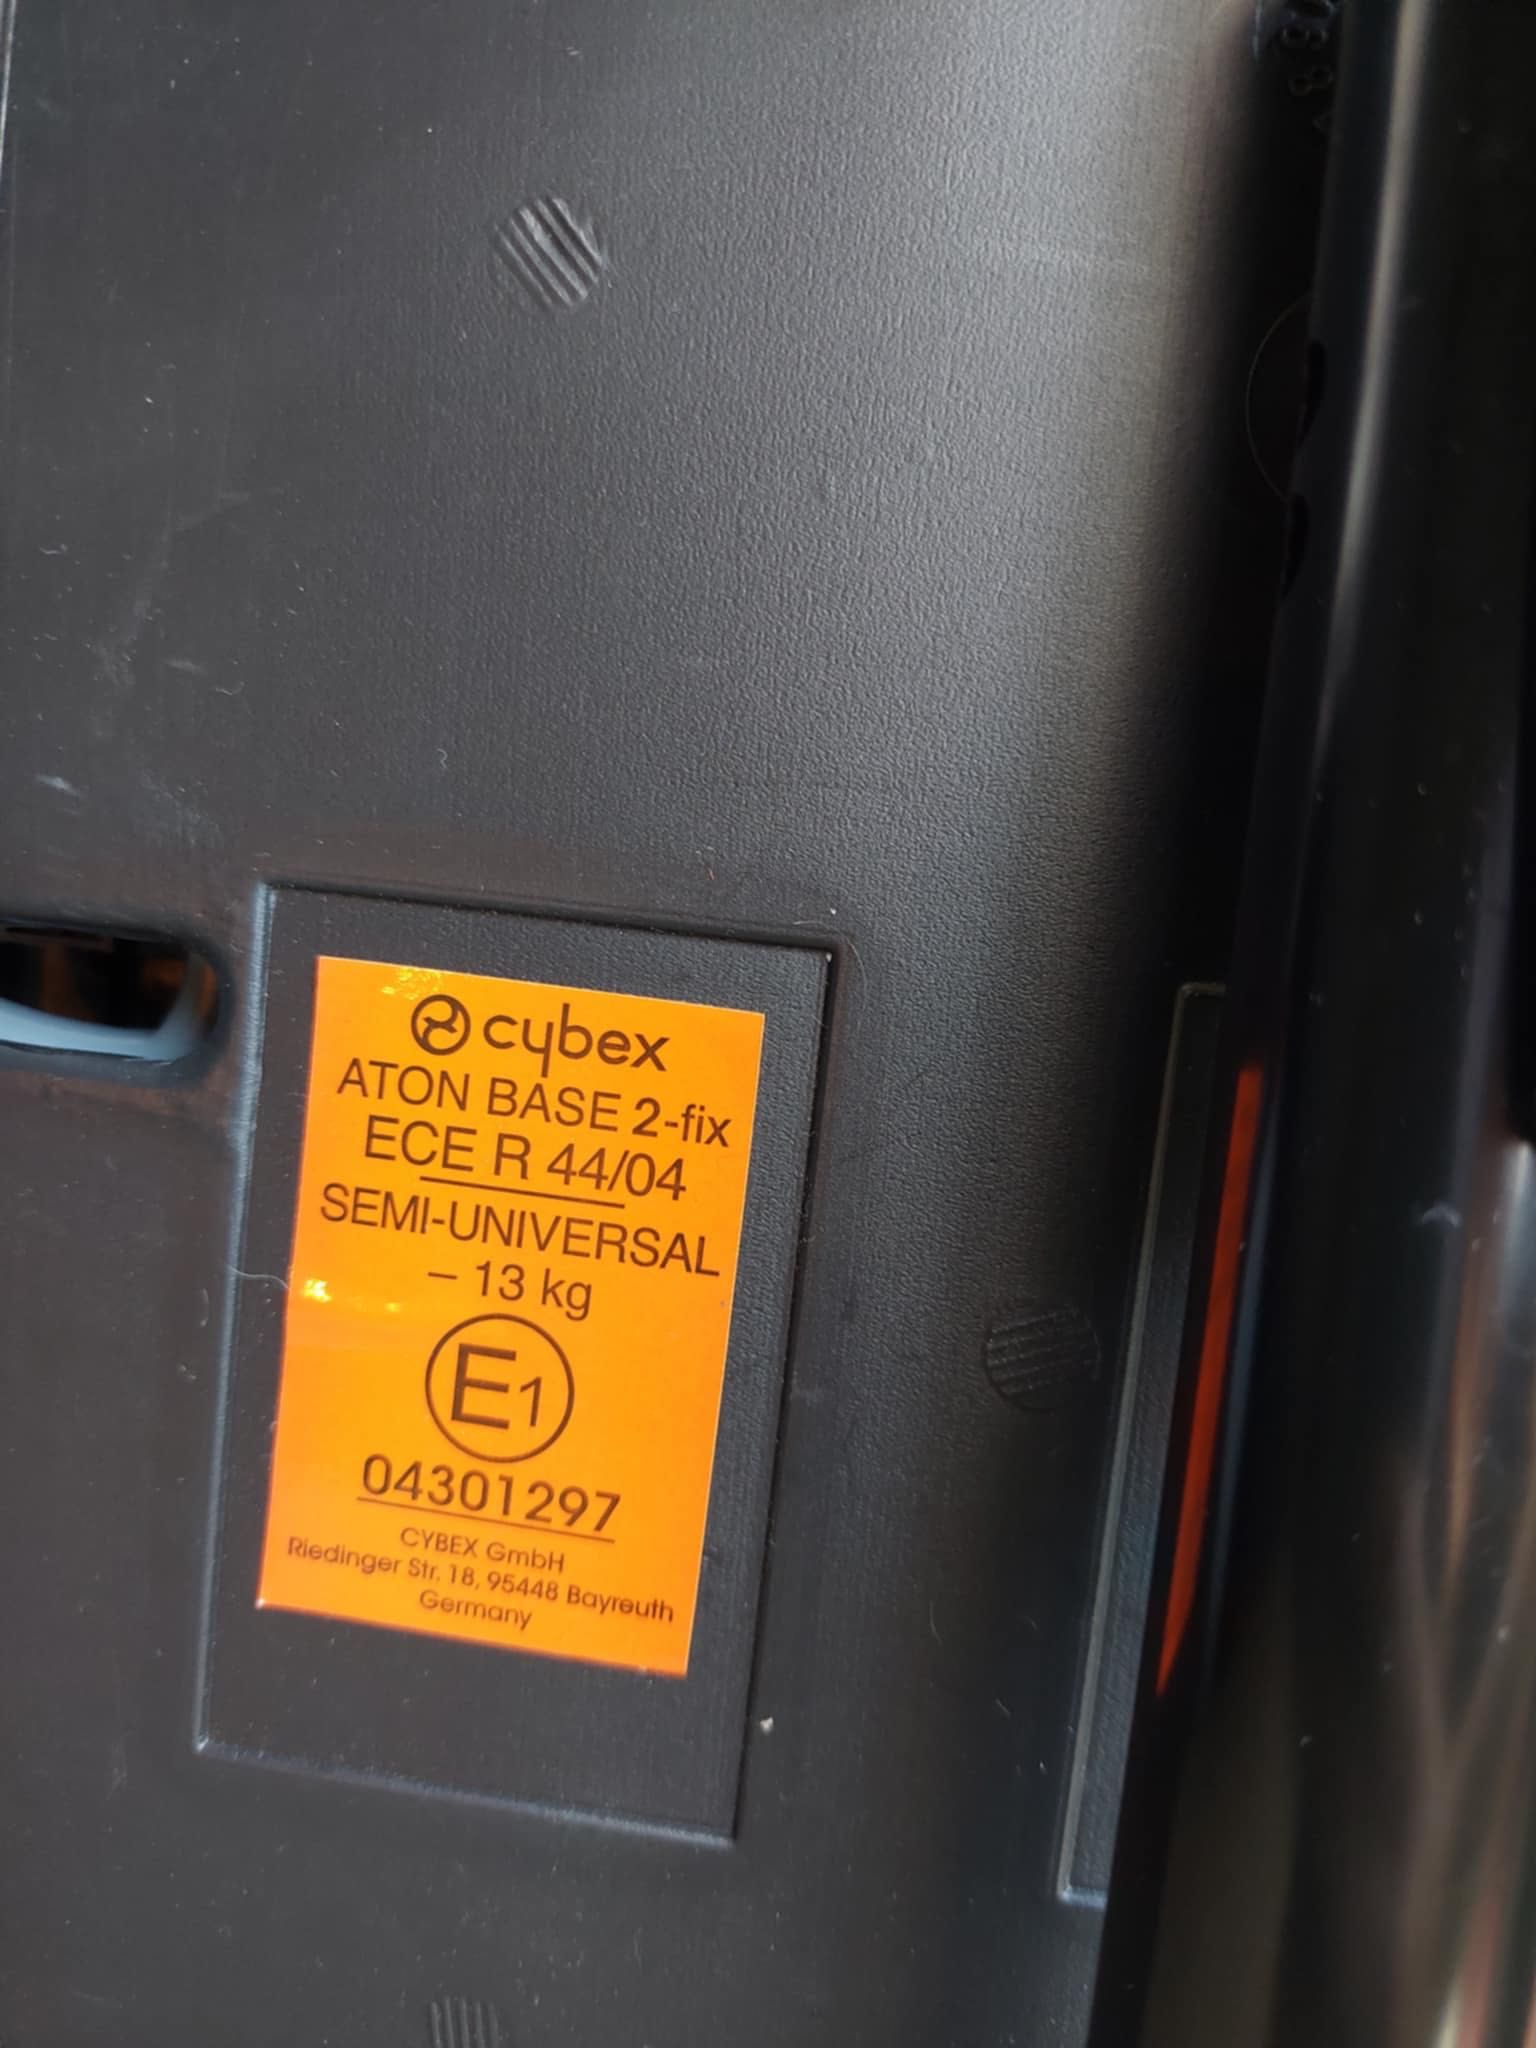 cybex
ATON BASE 2-fix
ECE R 44/04
SEMI-UNIVERSAL
– 13 kg
E1
04301297
CYBEX GmbH
Riedinger Str. 18, 95448 Bayreuth
Germany